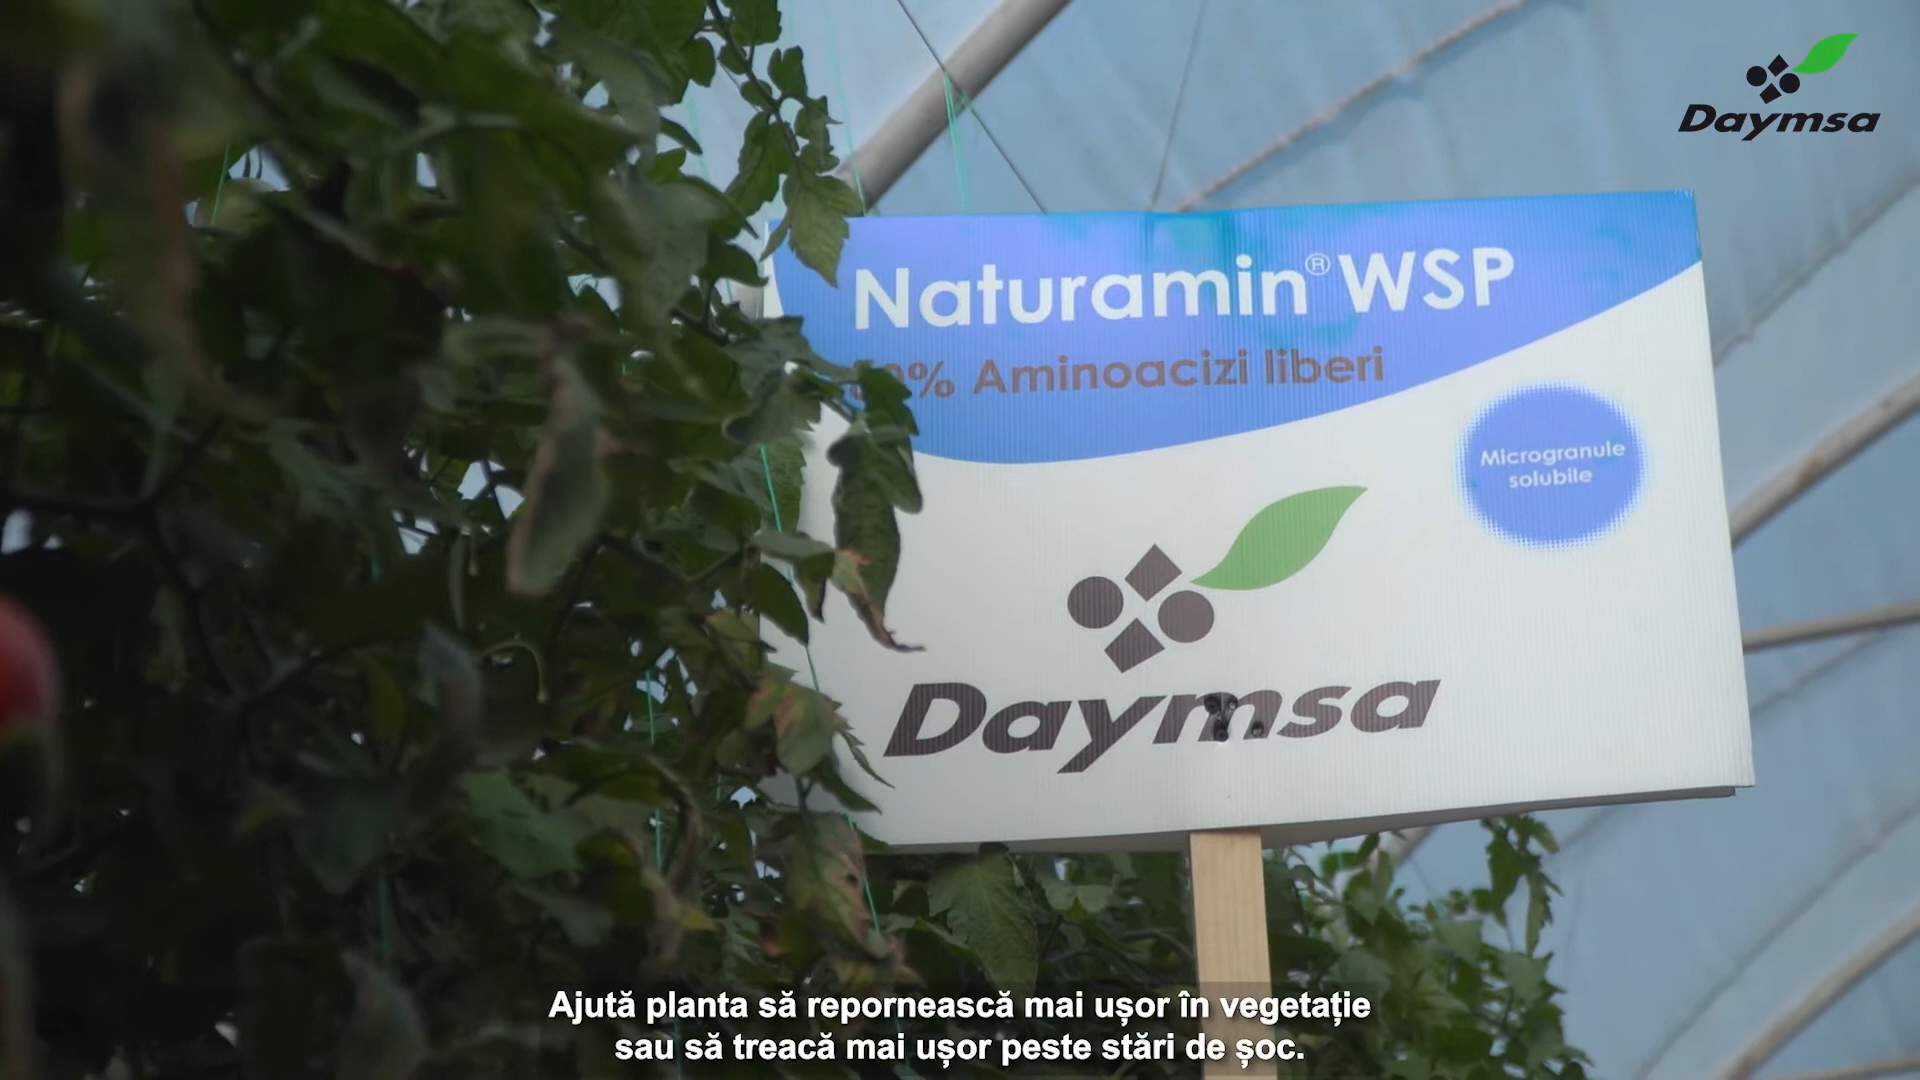 Daymsa
Naturamin® WSP
% Aminoacizi liberi
Microgranule
solubile
Daymsa
Ajută planta să repornească mai ușor în vegetație
sau să treacă mai ușor peste stări de șoc.